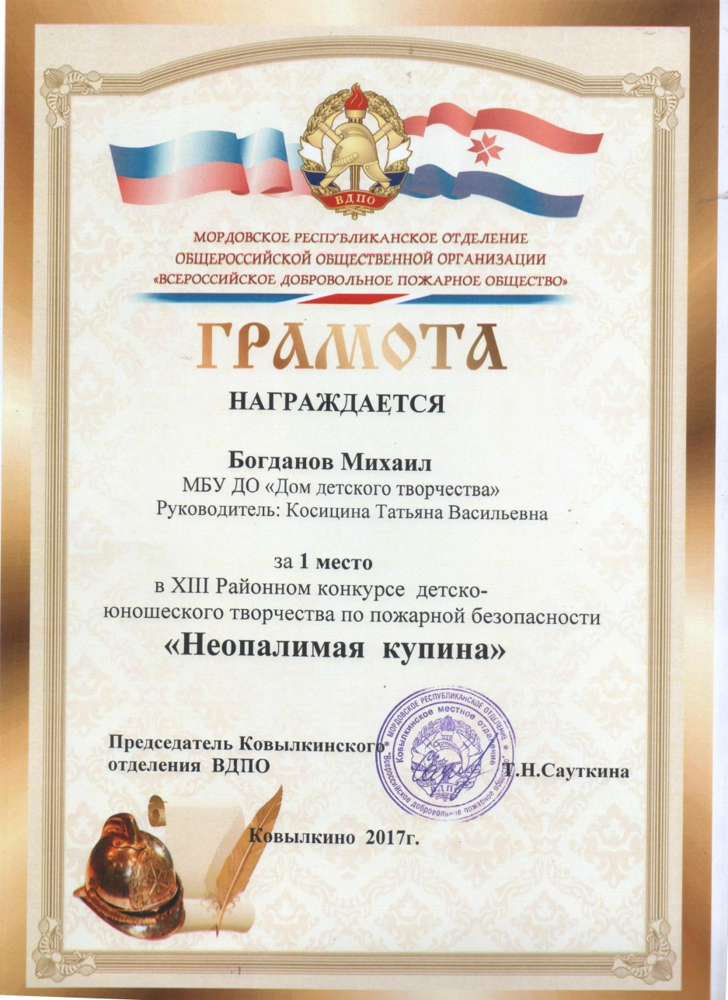 ВДПО
МОРДОВСКОЕ РЕСПУБЛИКАНСКОЕ ОТДЕЛЕНИЕ
ОБЩЕРОССИЙСКОЙ ОБЩЕСТВЕННОЙ ОРГАНИЗАЦИИ
«ВСЕРОССИЙСКОЕ ДОБРОВОЛЬНОЕ ПОЖАРНОЕ ОБЩЕСТВО»
ГРАМОТА
НАГРАЖДАЕТСЯ
Богданов Михаил
МБУ ДО «Дом детского творчества»
Руководитель: Косицина Татьяна Васильевна
за 1 место
в XIII Районном конкурсе детско-
юношеского творчества по пожарной безопасности
«Неопалимая купина»
Председатель Ковылкинского
отделения ВДПО
Т.Н.Сауткина
* МОРДОВСКОЕ РЕСПУБЛИКАНСКОЕ ОТДЕЛЕНИЕ *
"Всероссийское добровольное пожарное общество"
Ковылкинское местное отделение
ВДПО
Ковылкино 2017г.